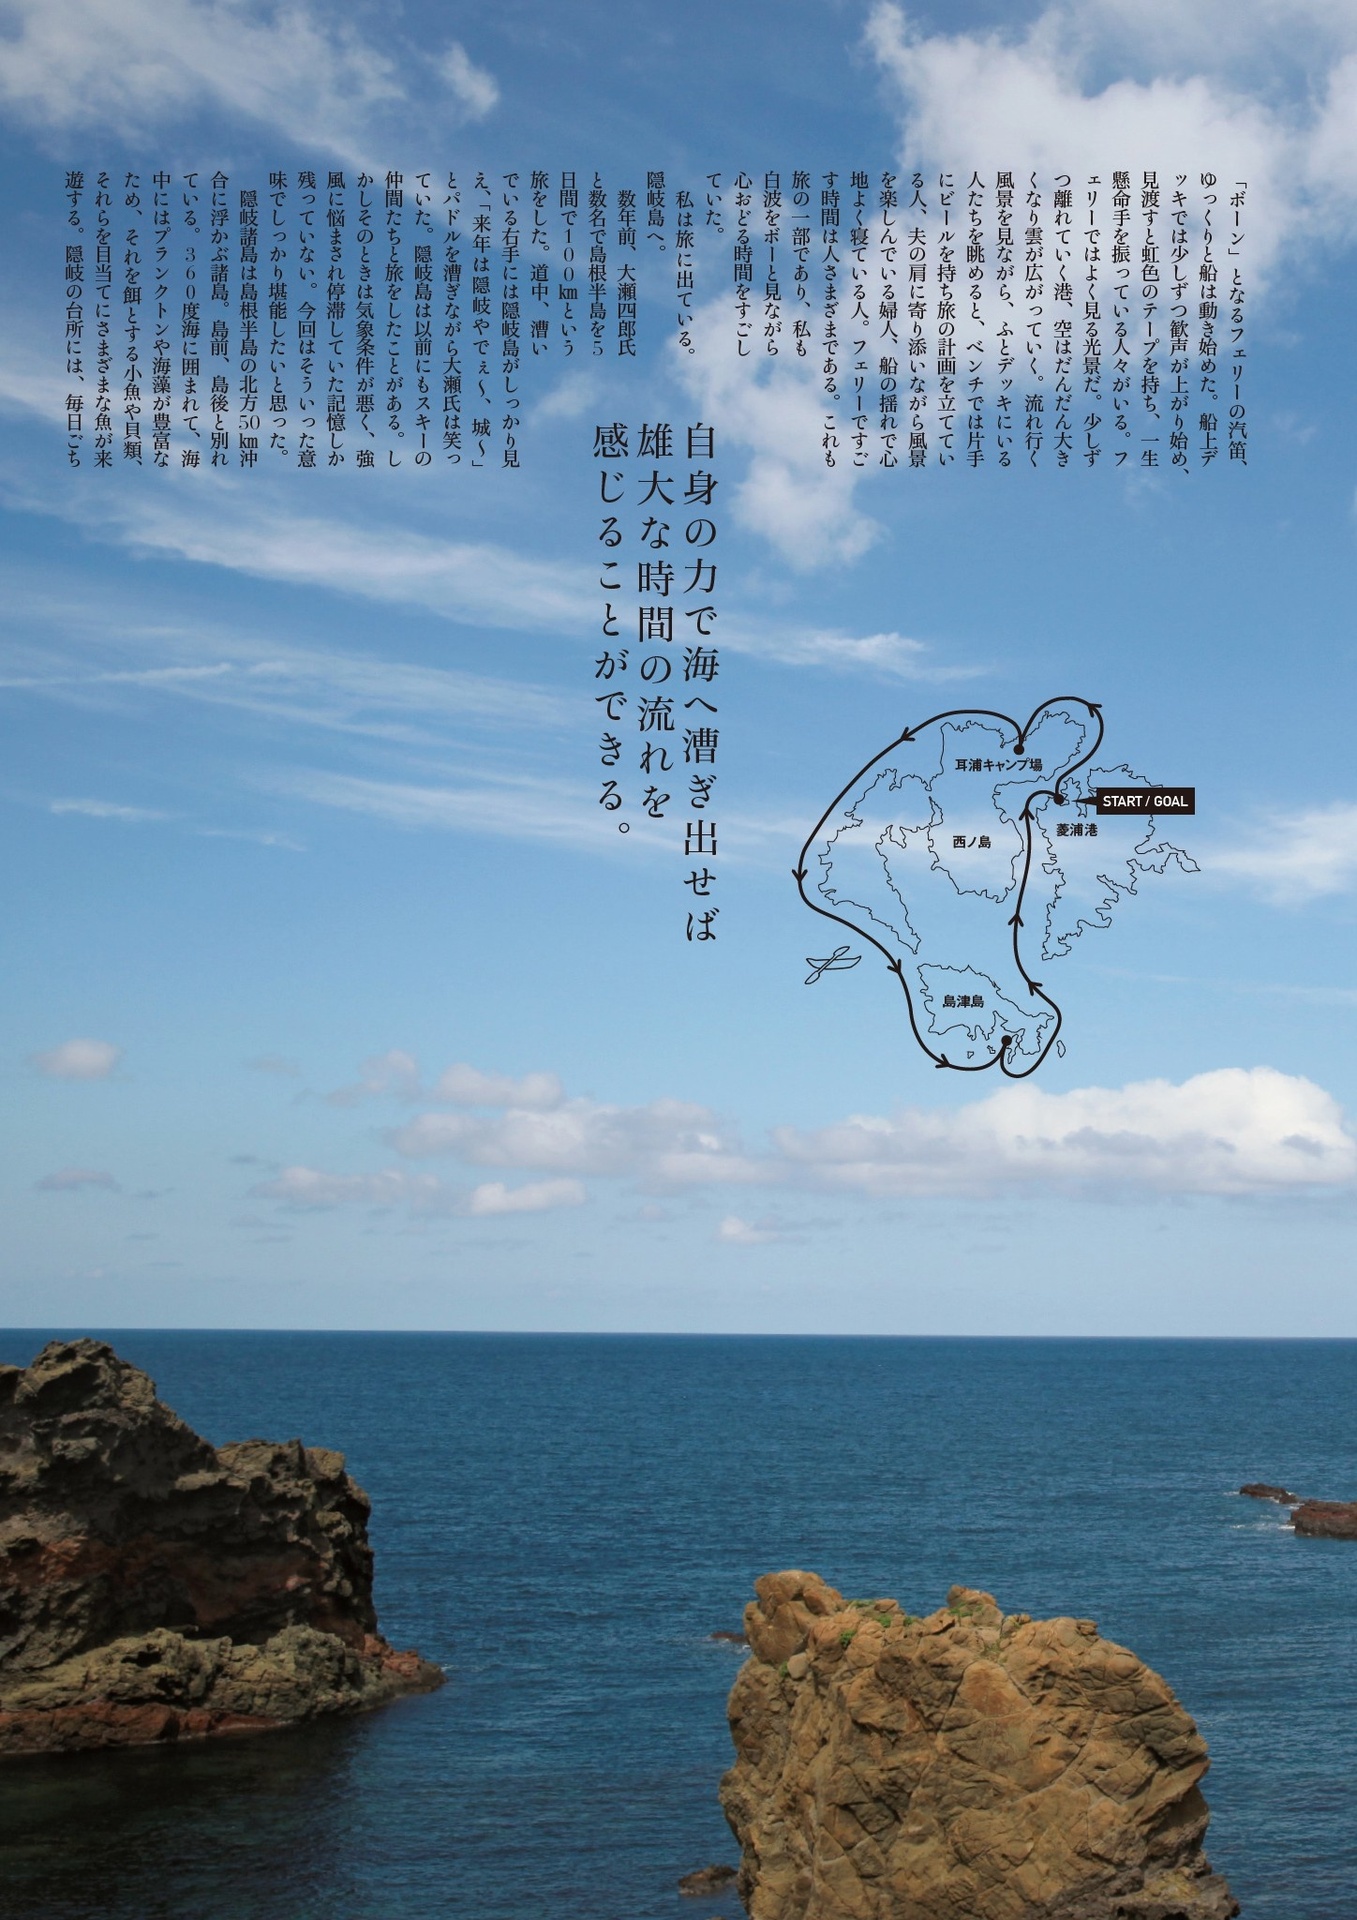 「ボーン」となるフェリーの汽笛、
ゆっくりと船は動き始めた。船上デ
ッキでは少しずつ歓声が上がり始め、
見渡すと虹色のテープを持ち、一生
懸命手を振っている人々がいる。フ
ェリーではよく見る光景だ。少しず
つ離れていく港、空はだんだん大き
くなり雲が広がっていく。流れ行く
風景を見ながら、ふとデッキにいる
人たちを眺めると、ベンチでは片手
にビールを持ち旅の計画を立ててい
る人、夫の肩に寄り添いながら風景
を楽しんでいる婦人、船の揺れで心
地よく寝ている人。フェリーですご
す時間は人さまざまである。これも
旅の一部であり、私も
白波をボーと見ながら
心おどる時間をすごし
ていた。
私は旅に出ている。
隠岐島へ。
数年前、大瀬四郎氏
と数名で島根半島を5
日間で100㎞という
旅をした。道中、漕い
でいる右手には隠岐島がしっかり見
え、「来年は隠岐やでぇ〜、城〜」
とパドルを漕ぎながら大瀬氏は笑っ
ていた。隠岐島は以前にもスキーの
仲間たちと旅をしたことがある。し
かしそのときは気象条件が悪く、強
風に悩まされ停滞していた記憶しか
残っていない。今回はそういった意
味でしっかり堪能したいと思った。
隠岐諸島は島根半島の北方50㎞沖
合に浮かぶ諸島。島前、島後と別れ
ている。360度海に囲まれて、海
中にはプランクトンや海藻が豊富な
ため、それを餌とする小魚や貝類、
それらを目当てにさまざまな魚が来
遊する。隠岐の台所には、毎日ごち
自身の力で海へ漕ぎ出せば
雄大な時間の流れを
感じることができる。
耳浦キャンプ場
START / GOAL
菱浦港
西ノ島
島津島